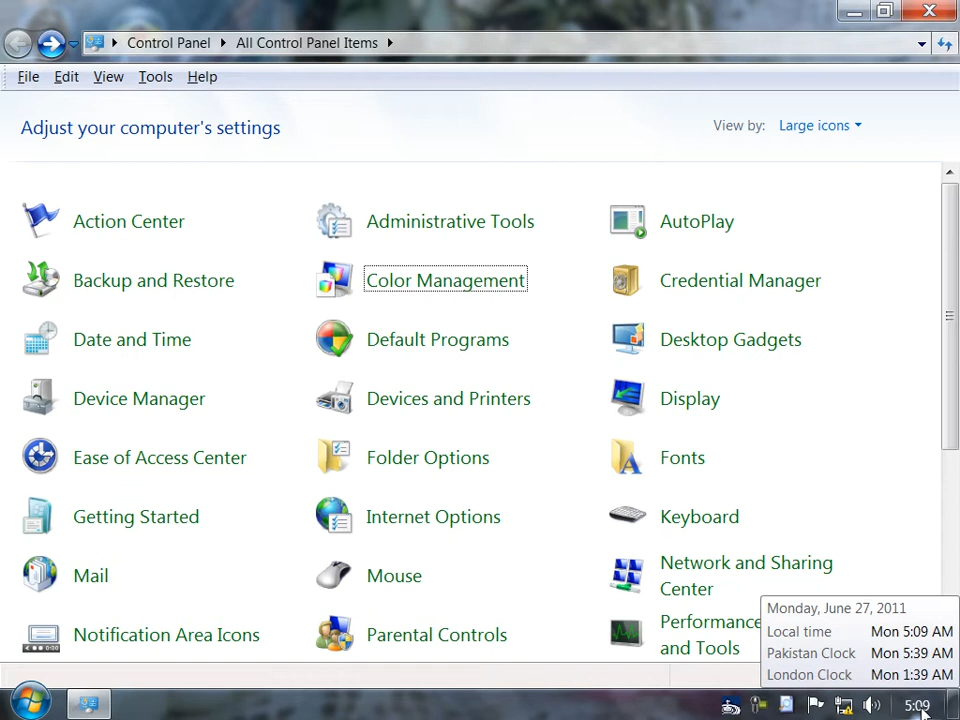 Control Panel
All Control Panel Items
File Edit View Tools Help
Adjust your computer's settings
View by: Large icons
Action Center
Administrative Tools
AutoPlay
Backup and Restore
Color Management
Credential Manager
Date and Time
Default Programs
Desktop Gadgets
Device Manager
Devices and Printers
Display
Ease of Access Center
Folder Options
Fonts
Getting Started
Internet Options
Keyboard
Mail
Mouse
Network and Sharing
Center
Notification Area Icons
Parental Controls
Performance
and Tools
Monday, June 27, 2011
Local time Mon 5:09 AM
Pakistan Clock Mon 5:39 AM
London Clock Mon 1:39 AM
5:09